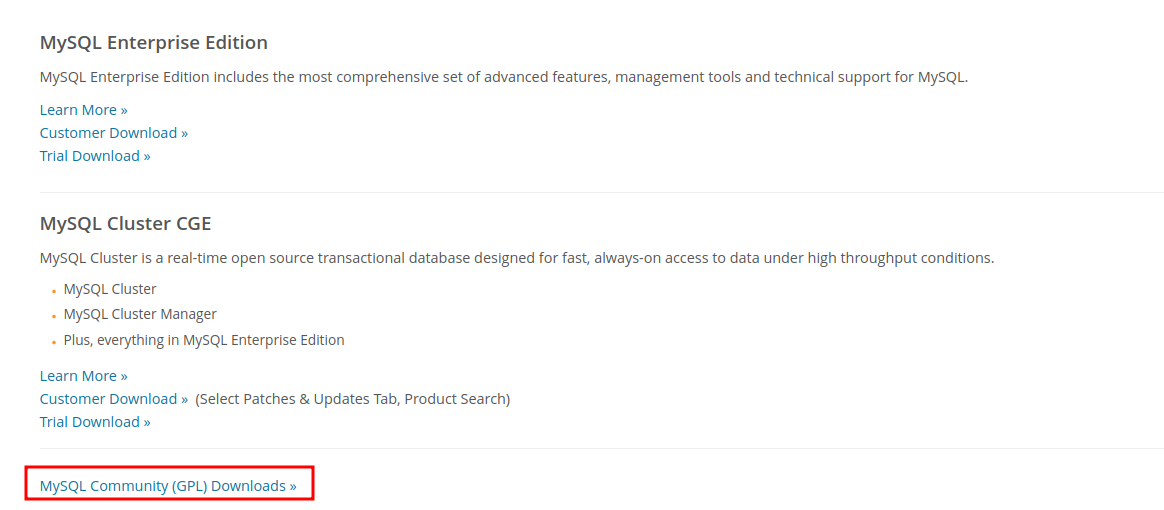 MySQL Enterprise Edition
MySQL Enterprise Edition includes the most comprehensive set of advanced features, management tools and technical support for MySQL.
Learn More »
Customer Download »
Trial Download »
MySQL Cluster CGE
MySQL Cluster is a real-time open source transactional database designed for fast, always-on access to data under high throughput conditions.
• MySQL Cluster
• MySQL Cluster Manager
• Plus, everything in MySQL Enterprise Edition
Learn More »
Customer Download » (Select Patches & Updates Tab, Product Search)
Trial Download »
MySQL Community (GPL) Downloads »